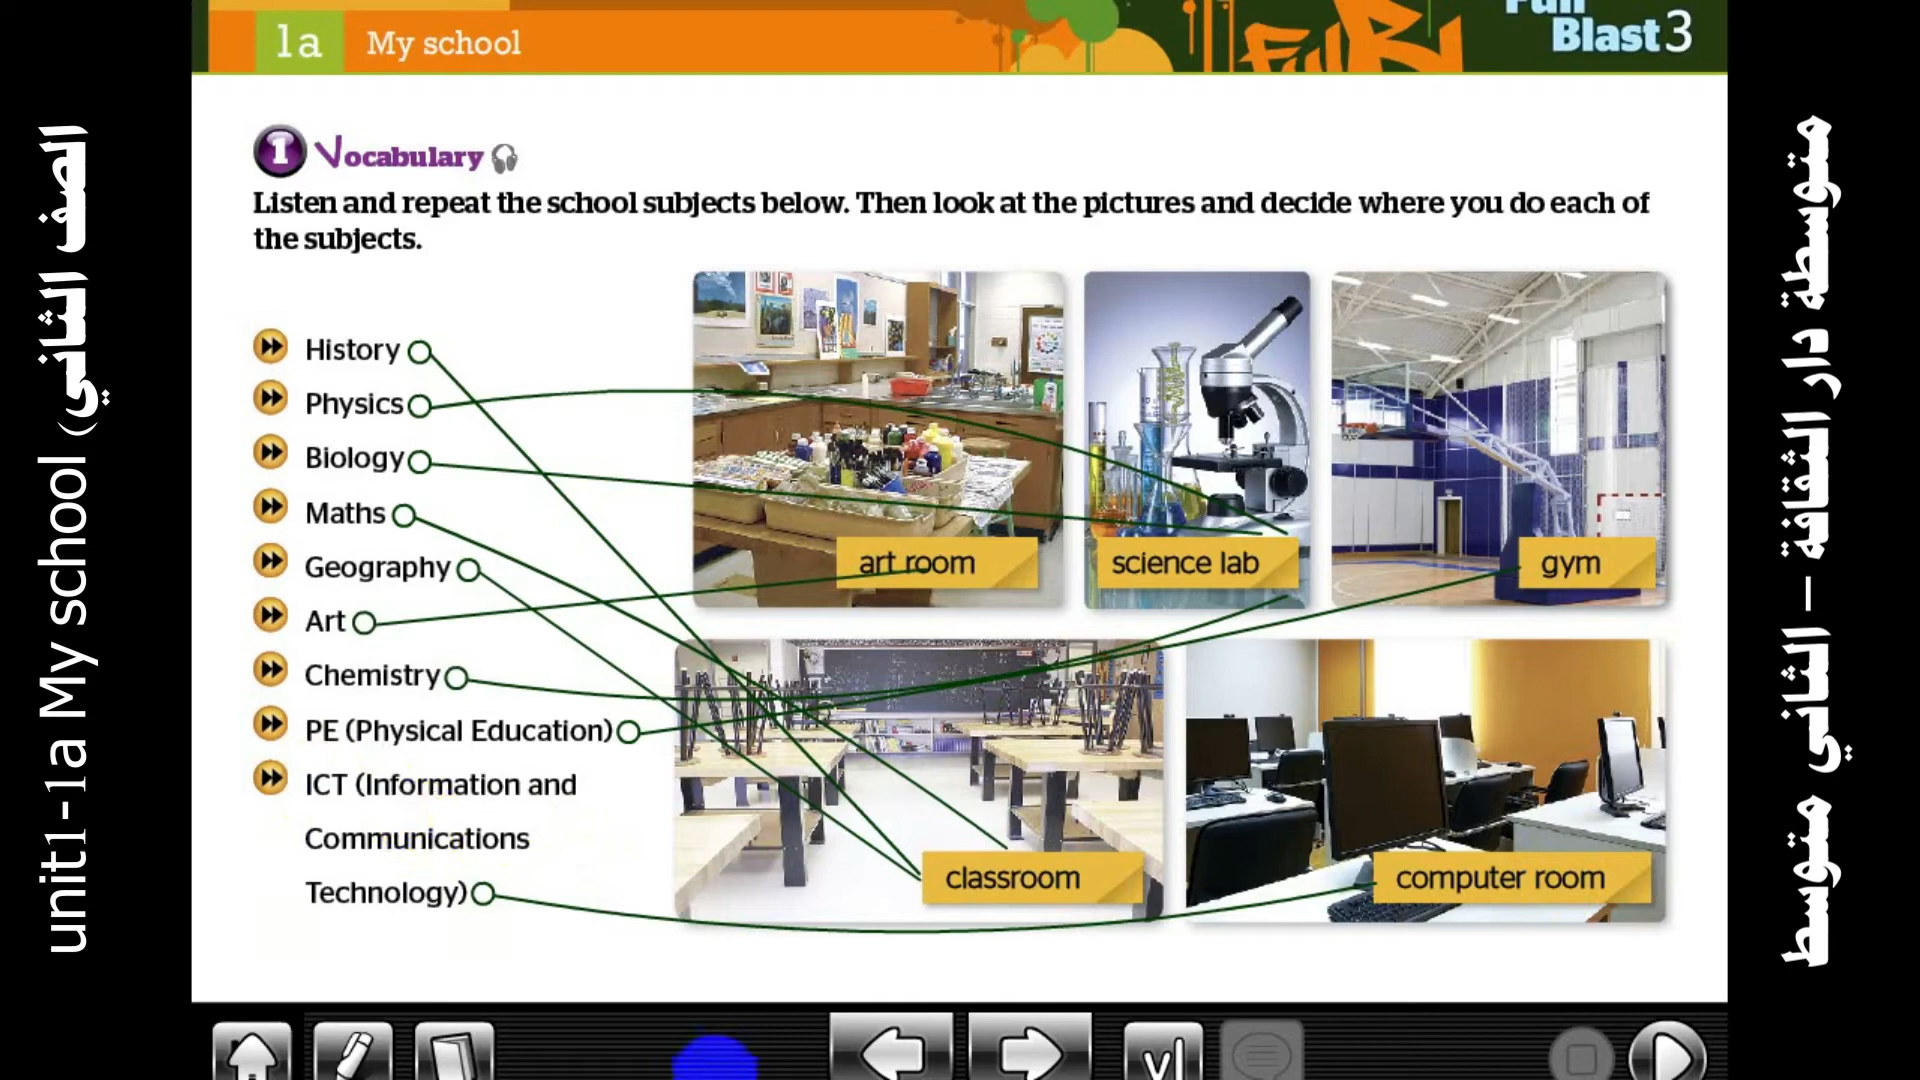 Full
Blast 3
1a My school
1 Vocabulary
Listen and repeat the school subjects below. Then look at the pictures and decide where you do each of
the subjects.
History
Physics
Biology
Maths
Geography
Art
Chemistry
PE (Physical Education)
ICT (Information and
Communications
Technology)
art room
science lab
gym
classroom
computer room
unit1-1a My school (الصف الثاني
متوسطة دار الثقافة – الثاني متوسط